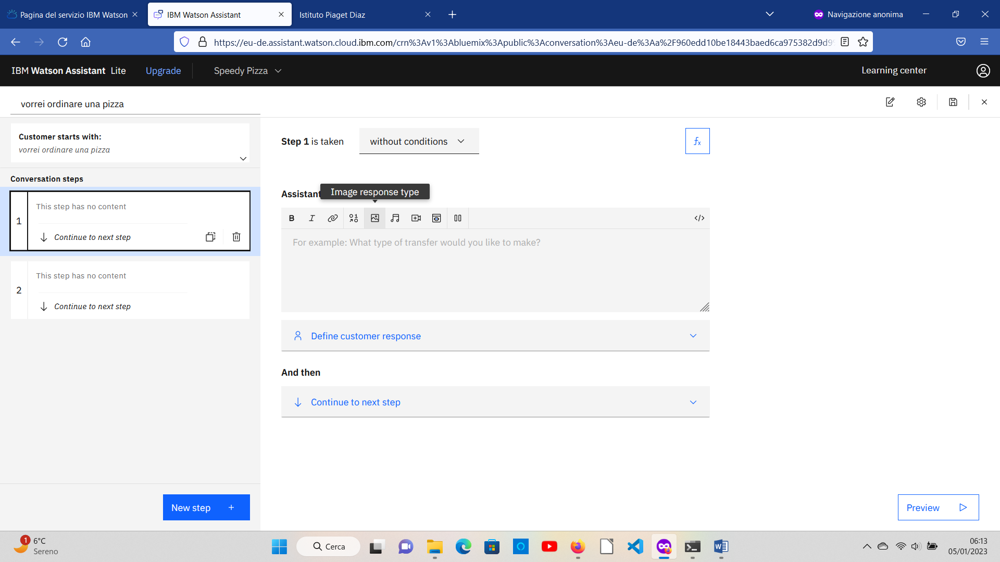 Pagina del servizio IBM Watson
IBM Watson Assistant
Istituto Piaget Diaz
Navigazione anonima
https://eu-de.assistant.watson.cloud.ibm.com/crn%3Av1%3Abluemix%3Apublic%3Aconversation%3Aeu-de%3Aa%2F960edd10be18443baed6ca975382d9d9
IBM Watson Assistant Lite
Upgrade
Speedy Pizza
Learning center
vorrei ordinare una pizza
Customer starts with:
vorrei ordinare una pizza
Conversation steps
1
This step has no content
Continue to next step
2
This step has no content
Continue to next step
New step +
Step 1 is taken
without conditions
fx
Assistant
Image response type
B I
For example: What type of transfer would you like to make?
Define customer response
And then
Continue to next step
Preview
1
6°C
Sereno
Cerca
06:13
05/01/2023